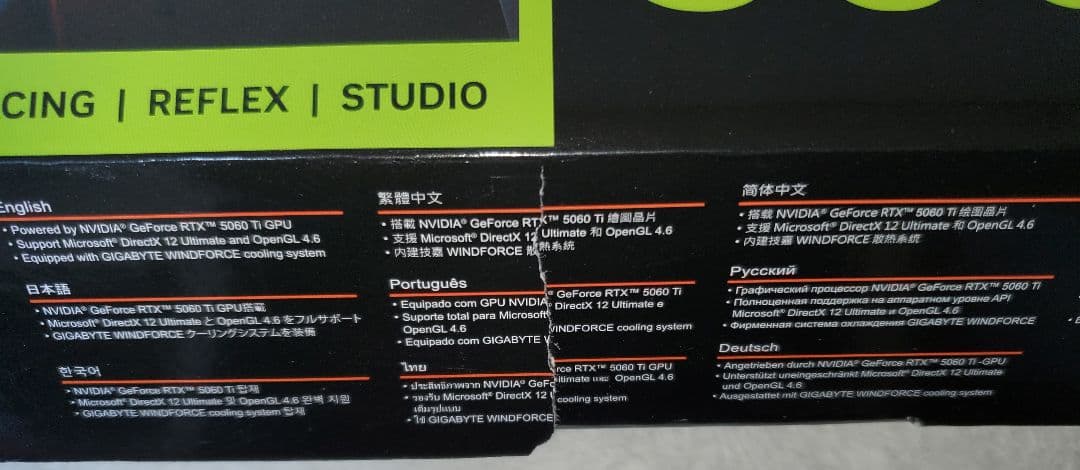 CING | REFLEX | STUDIO
English
• Powered by NVIDIA® GeForce RTX™ 5060 Ti GPU
• Support Microsoft® DirectX 12 Ultimate and OpenGL 4.6
• Equipped with GIGABYTE WINDFORCE cooling system
日本語
• NVIDIA® GeForce RTX™ 5060 Ti GPU搭載
• Microsoft® DirectX 12 Ultimate と OpenGL 4.6 をフルサポート
• GIGABYTE WINDFORCE クーリングシステムを装備
한국어
• NVIDIA® GeForce RTX™ 5060 Ti 탑재
• Microsoft® DirectX 12 Ultimate 및 OpenGL 4.6 완벽 지원
• GIGABYTE WINDFORCE cooling system 탑재
繁體中文
• 搭載 NVIDIA® GeForce RTX™ 5060 Ti 繪圖晶片
• 支援 Microsoft® DirectX 12 Ultimate 和 OpenGL 4.6
• 內建技嘉 WINDFORCE 散熱系統
Português
• Equipado com GPU NVIDIA® GeForce RTX™ 5060 Ti
• Suporte total para Microsoft DirectX 12 Ultimate e
OpenGL 4.6
• Equipado com GIGABYTE WINDFORCE cooling system
ไทย
• ประสิทธิภาพจาก NVIDIA® GeForce RTX™ 5060 Ti GPU
• รองรับ Microsoft® DirectX 12 Ultimate และ OpenGL 4.6
เต็มรูปแบบ
• ใช้ GIGABYTE WINDFORCE cooling system
简体中文
• 搭载 NVIDIA® GeForce RTX™ 5060 Ti 绘图晶片
• 支援 Microsoft® DirectX 12 Ultimate 和 OpenGL 4.6
• 内建技嘉 WINDFORCE 散热系统
Русский
• Графический процессор NVIDIA® GeForce RTX™ 5060 Ti
• Полноценная поддержка на аппаратном уровне API
Microsoft® DirectX 12 Ultimate и OpenGL 4.6
• Фирменная система охлаждения GIGABYTE WINDFORCE
Deutsch
• Angetrieben durch NVIDIA® GeForce RTX™ 5060 Ti -GPU
• Unterstützt uneingeschränkt Microsoft® DirectX 12 Ultimate
und OpenGL 4.6
• Ausgestattet mit GIGABYTE WINDFORCE cooling system